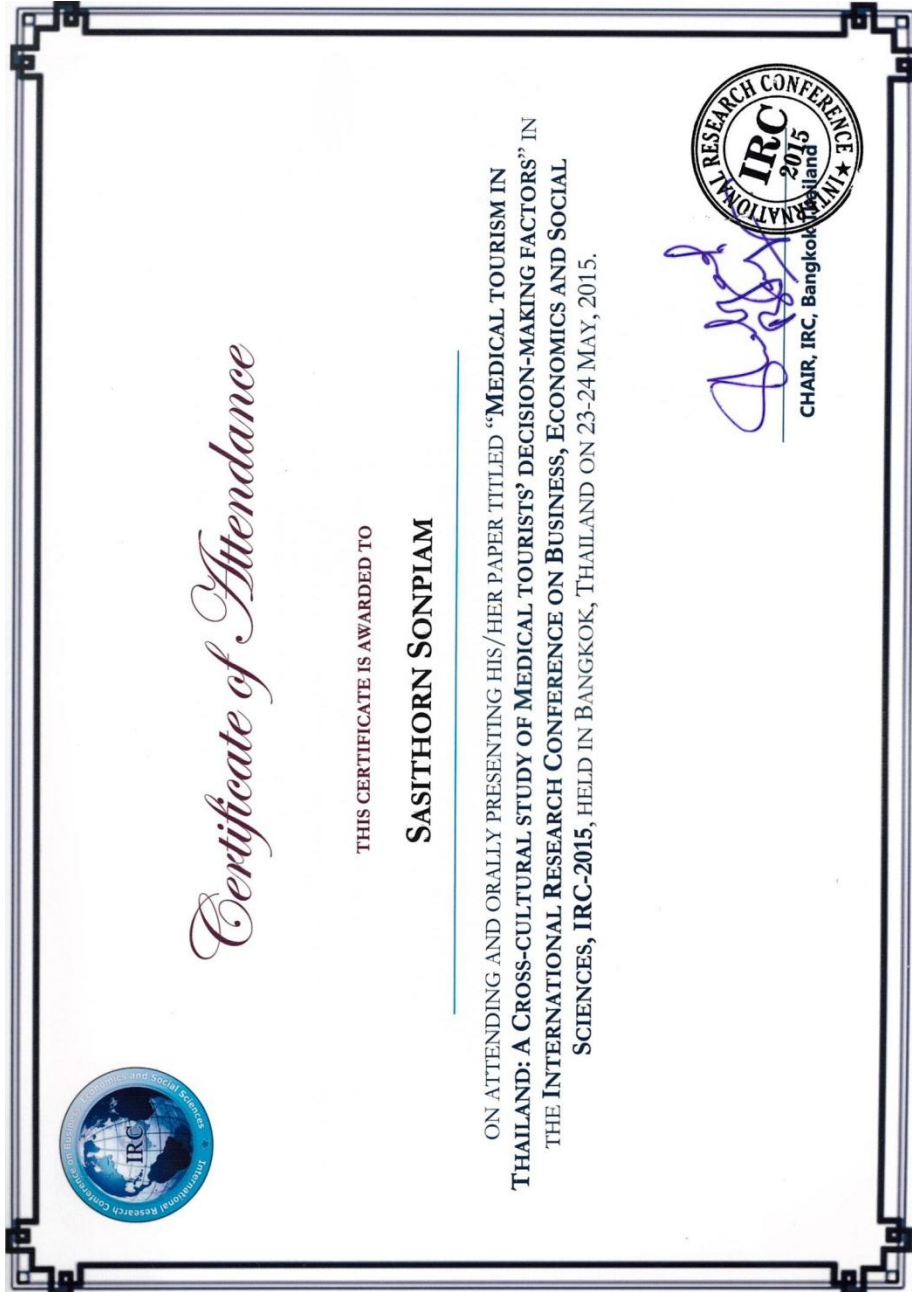 International Research Conference on Business, Economics and Social Sciences
IRC
Certificate of Attendance
THIS CERTIFICATE IS AWARDED TO
SASITHORN SONPIAM
ON ATTENDING AND ORALLY PRESENTING HIS/HER PAPER TITLED “MEDICAL TOURISM IN
THAILAND: A CROSS-CULTURAL STUDY OF MEDICAL TOURISTS’ DECISION-MAKING FACTORS” IN
THE INTERNATIONAL RESEARCH CONFERENCE ON BUSINESS, ECONOMICS AND SOCIAL
SCIENCES, IRC-2015, HELD IN BANGKOK, THAILAND ON 23-24 MAY, 2015.
INTERNATIONAL RESEARCH CONFERENCE
IRC
2015
CHAIR, IRC, Bangkok Thailand